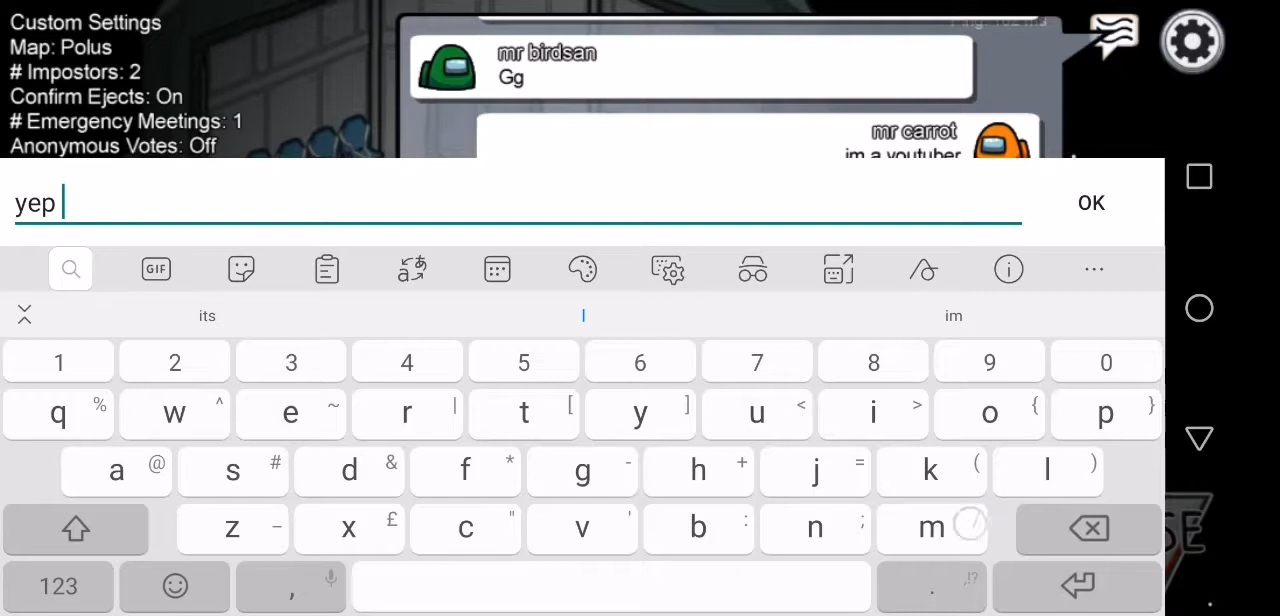 Custom Settings
Map: Polus
# Impostors: 2
Confirm Ejects: On
# Emergency Meetings: 1
Anonymous Votes: Off
mr birdsan
Gg
mr carrot
im a youtuber
yep
OK
GIF
its
I
im
1 2 3 4 5 6 7 8 9 0
q % w ^ e ~ r | t [ y ] u < i > o { p }
a @ s # d & f * g - h + j = k ( l )
z _ x £ c " v ' b : n ; m /
123 , . ,!?